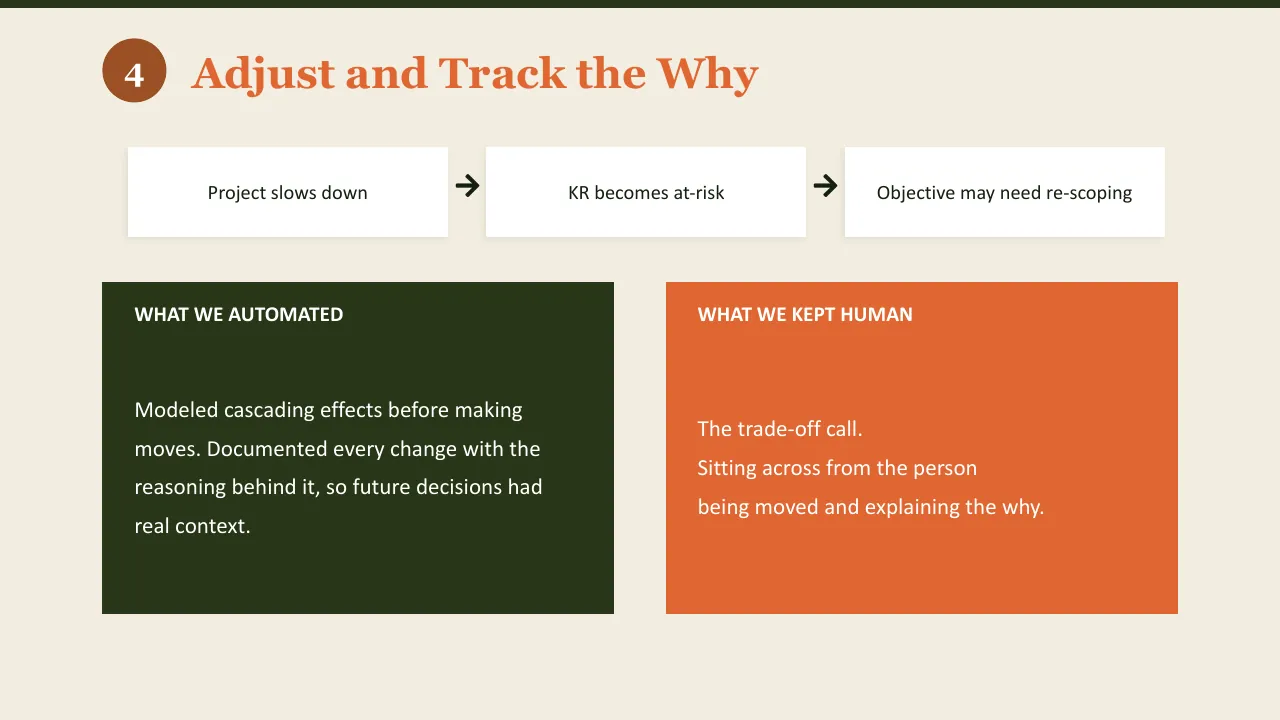 4
Adjust and Track the Why
Project slows down
KR becomes at-risk
Objective may need re-scoping
WHAT WE AUTOMATED
Modeled cascading effects before making
moves. Documented every change with the
reasoning behind it, so future decisions had
real context.
WHAT WE KEPT HUMAN
The trade-off call.
Sitting across from the person
being moved and explaining the why.